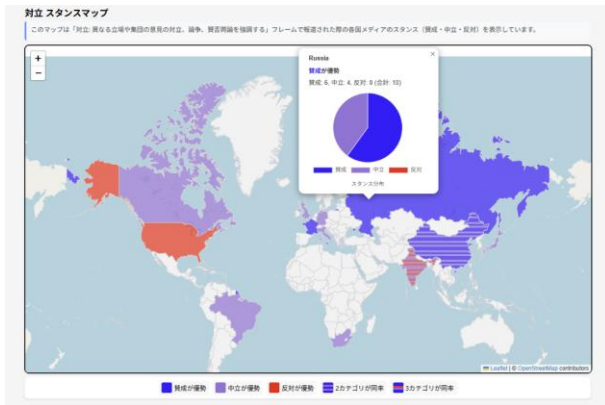 対立 スタンスマップ
このマップは「対立: 異なる立場や集団の意見の対立、論争、賛否両論を強調する」フレームで報道された際の各国メディアのスタンス（賛成・中立・反対）を表示しています。
+
−
Russia
×
賛成が優勢
賛成: 6, 中立: 4, 反対: 0 (合計: 10)
賛成 中立 反対
スタンス分布
Leaflet | © OpenStreetMap contributors
賛成が優勢 中立が優勢 反対が優勢 2カテゴリが同率 3カテゴリが同率